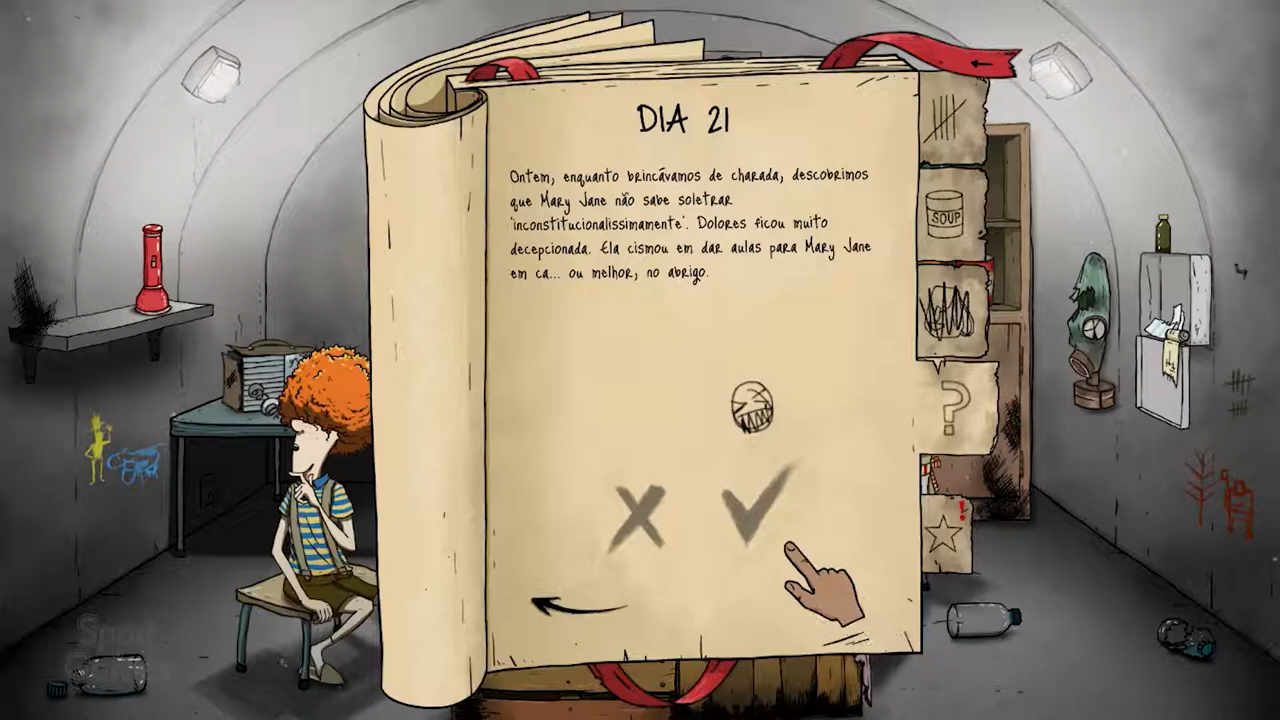 DIA 21
Ontem, enquanto brincávamos de charada, descobrimos
que Mary Jane não sabe soletrar
'inconstitucionalissimamente'. Dolores ficou muito
decepcionada. Ela cismou em dar aulas para Mary Jane
em ca... ou melhor, no abrigo.
SOUP
?
!